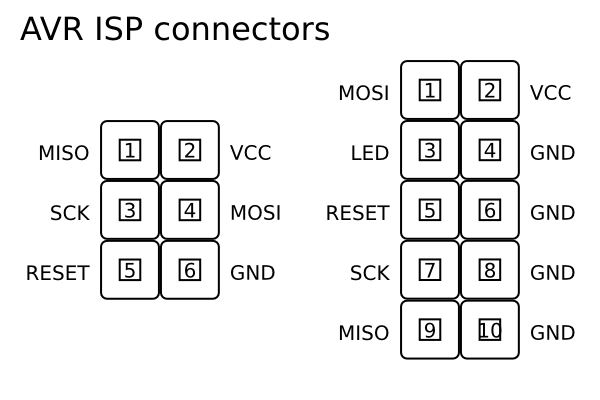 AVR ISP connectors
MISO 1 2 VCC
SCK 3 4 MOSI
RESET 5 6 GND
MOSI 1 2 VCC
LED 3 4 GND
RESET 5 6 GND
SCK 7 8 GND
MISO 9 10 GND